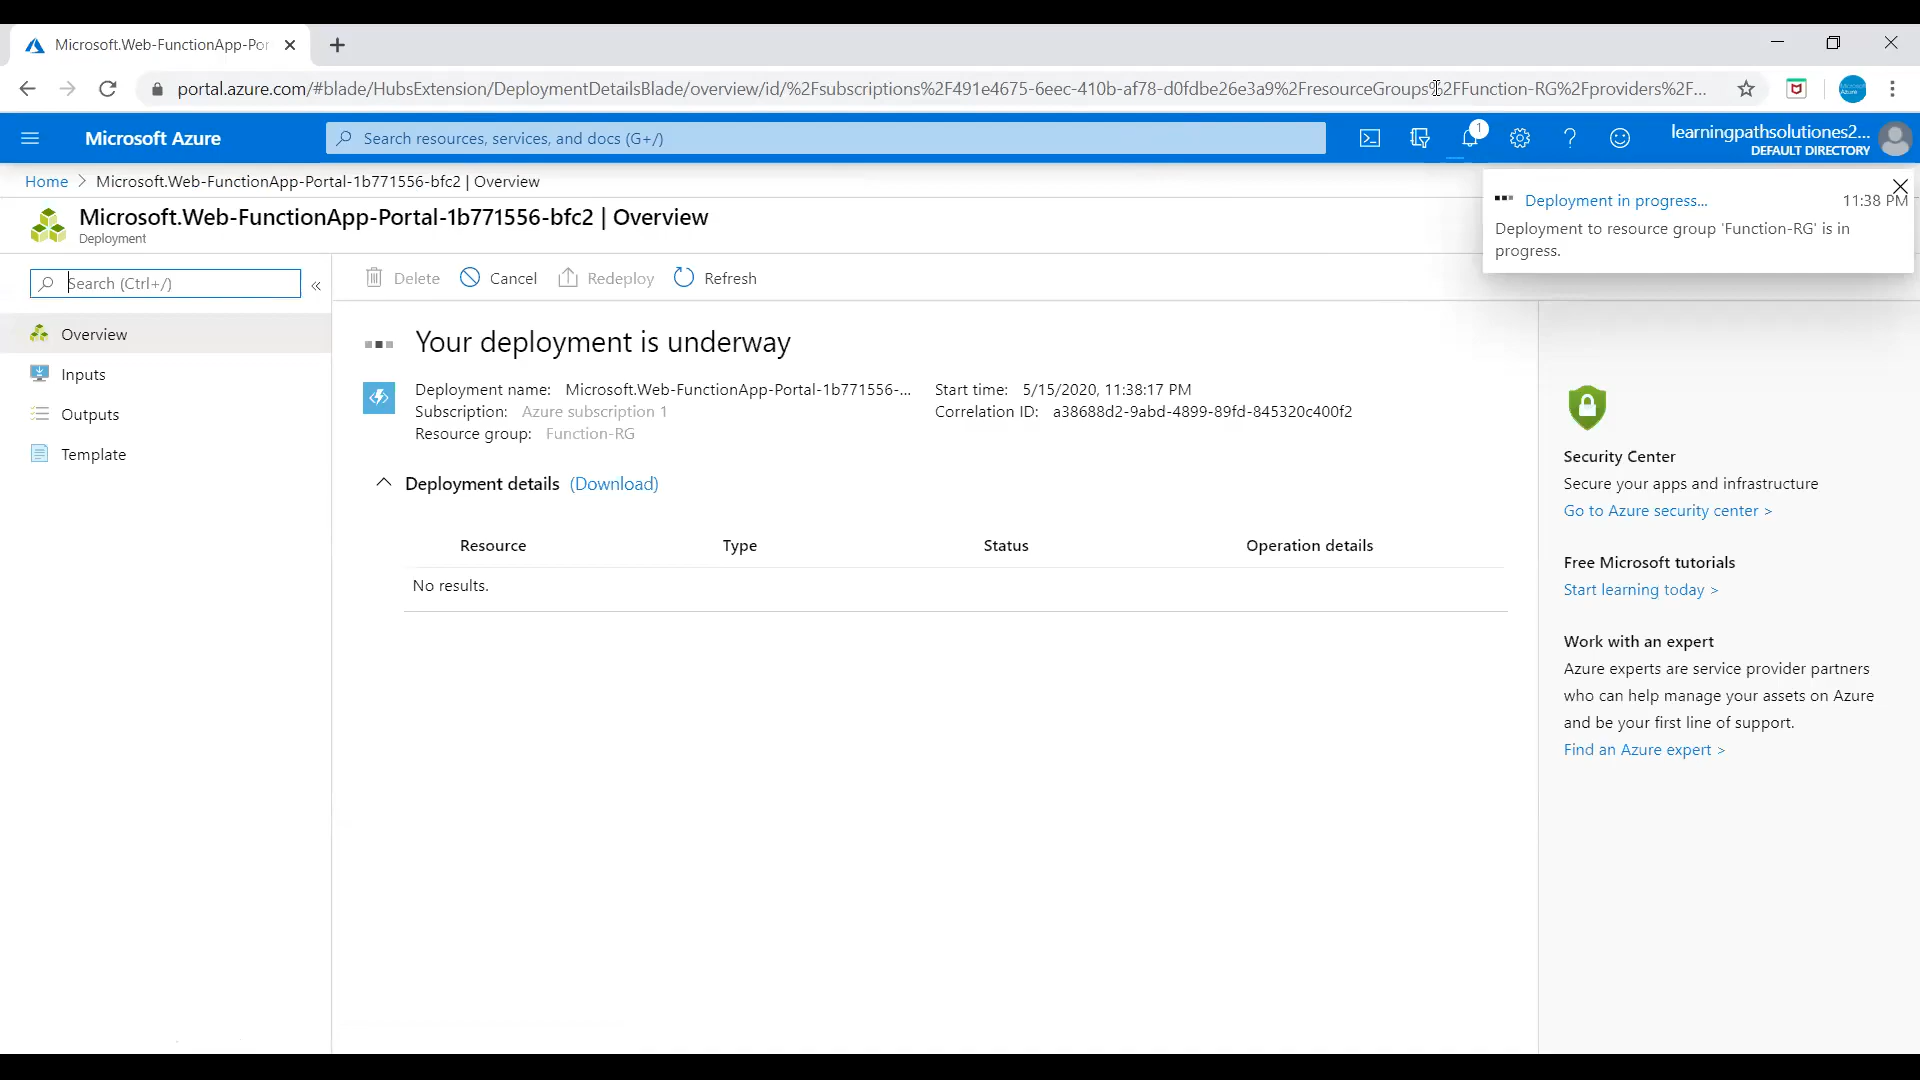 Microsoft.Web-FunctionApp-Por
portal.azure.com/#blade/HubsExtension/DeploymentDetailsBlade/overview/id/%2Fsubscriptions%2F491e4675-6eec-410b-af78-d0fdbe26e3a9%2FresourceGroups%2FFunction-RG%2Fproviders%2F...
Microsoft Azure
Search resources, services, and docs (G+/)
1
learningpathsolutiones2...
DEFAULT DIRECTORY
Home > Microsoft.Web-FunctionApp-Portal-1b771556-bfc2 | Overview
Microsoft.Web-FunctionApp-Portal-1b771556-bfc2 | Overview
Deployment
Deployment in progress... 11:38 PM
Deployment to resource group 'Function-RG' is in
progress.
Search (Ctrl+/)
«
Overview
Inputs
Outputs
Template
Delete Cancel Redeploy Refresh
Your deployment is underway
Deployment name: Microsoft.Web-FunctionApp-Portal-1b771556-...
Subscription: Azure subscription 1
Resource group: Function-RG
Start time: 5/15/2020, 11:38:17 PM
Correlation ID: a38688d2-9abd-4899-89fd-845320c400f2
Deployment details (Download)
Resource Type Status Operation details
No results.
Security Center
Secure your apps and infrastructure
Go to Azure security center >
Free Microsoft tutorials
Start learning today >
Work with an expert
Azure experts are service provider partners
who can help manage your assets on Azure
and be your first line of support.
Find an Azure expert >